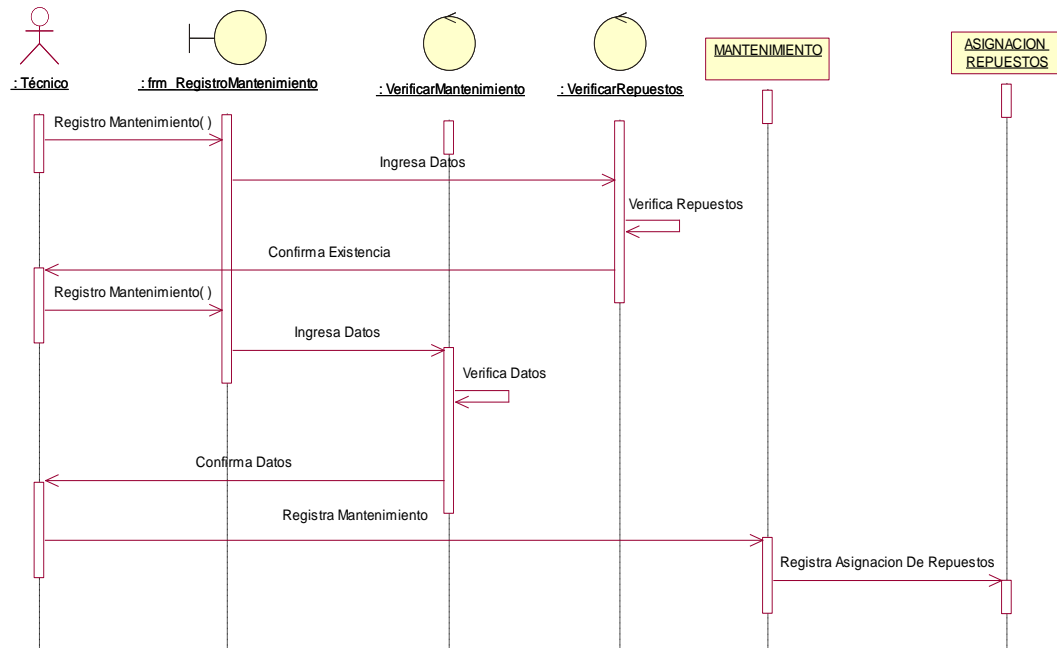 : Técnico
: frm_RegistroMantenimiento
: VerificarMantenimiento
: VerificarRepuestos
MANTENIMIENTO
ASIGNACION
REPUESTOS
Registro Mantenimiento( )
Ingresa Datos
Verifica Repuestos
Confirma Existencia
Registro Mantenimiento( )
Ingresa Datos
Verifica Datos
Confirma Datos
Registra Mantenimiento
Registra Asignacion De Repuestos